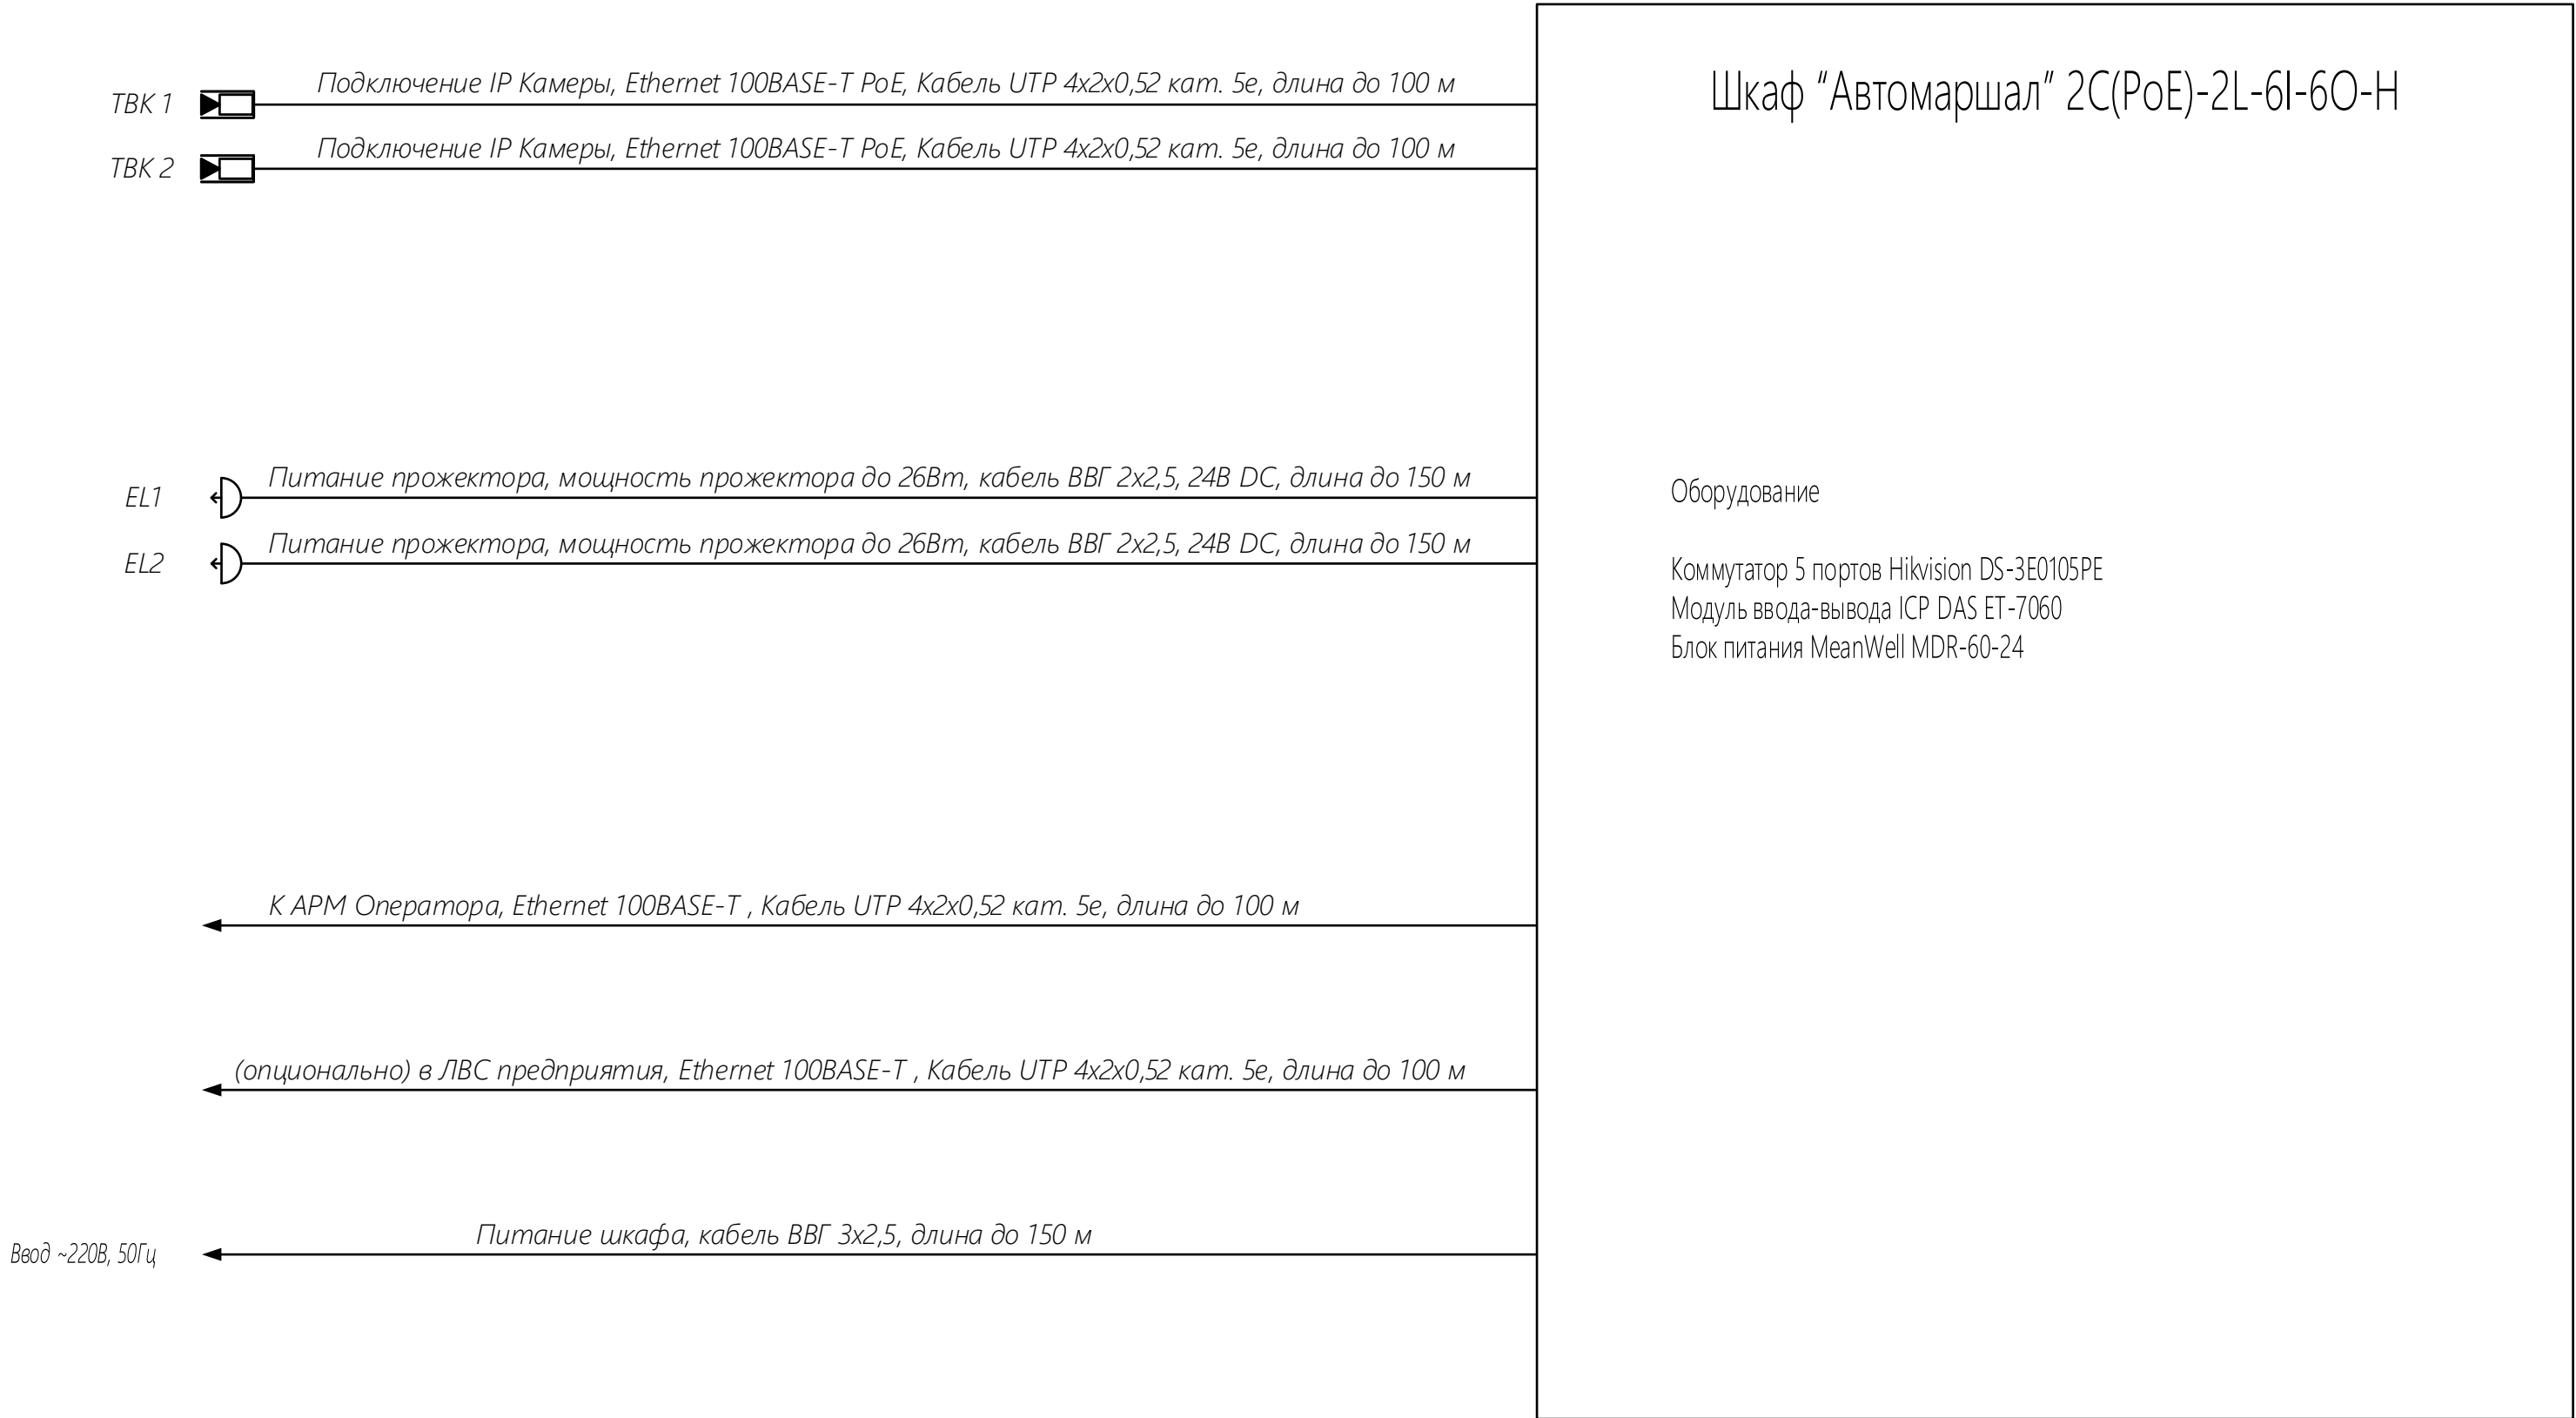 Шкаф “Автомаршал” 2C(PoE)-2L-6I-6O-H
Подключение IP Камеры, Ethernet 100BASE-T PoE, Кабель UTP 4x2x0,52 кат. 5е, длина до 100 м
ТВК 1
Подключение IP Камеры, Ethernet 100BASE-T PoE, Кабель UTP 4x2x0,52 кат. 5е, длина до 100 м
ТВК 2
Питание прожектора, мощность прожектора до 26Вт, кабель ВВГ 2х2,5, 24В DC, длина до 150 м
EL1
Питание прожектора, мощность прожектора до 26Вт, кабель ВВГ 2х2,5, 24В DC, длина до 150 м
EL2
Оборудование
Коммутатор 5 портов Hikvision DS-3E0105PE
Модуль ввода-вывода ICP DAS ET-7060
Блок питания MeanWell MDR-60-24
К АРМ Оператора, Ethernet 100BASE-T , Кабель UTP 4x2x0,52 кат. 5е, длина до 100 м
(опционально) в ЛВС предприятия, Ethernet 100BASE-T , Кабель UTP 4x2x0,52 кат. 5е, длина до 100 м
Питание шкафа, кабель ВВГ 3х2,5, длина до 150 м
Ввод ~220В, 50Гц